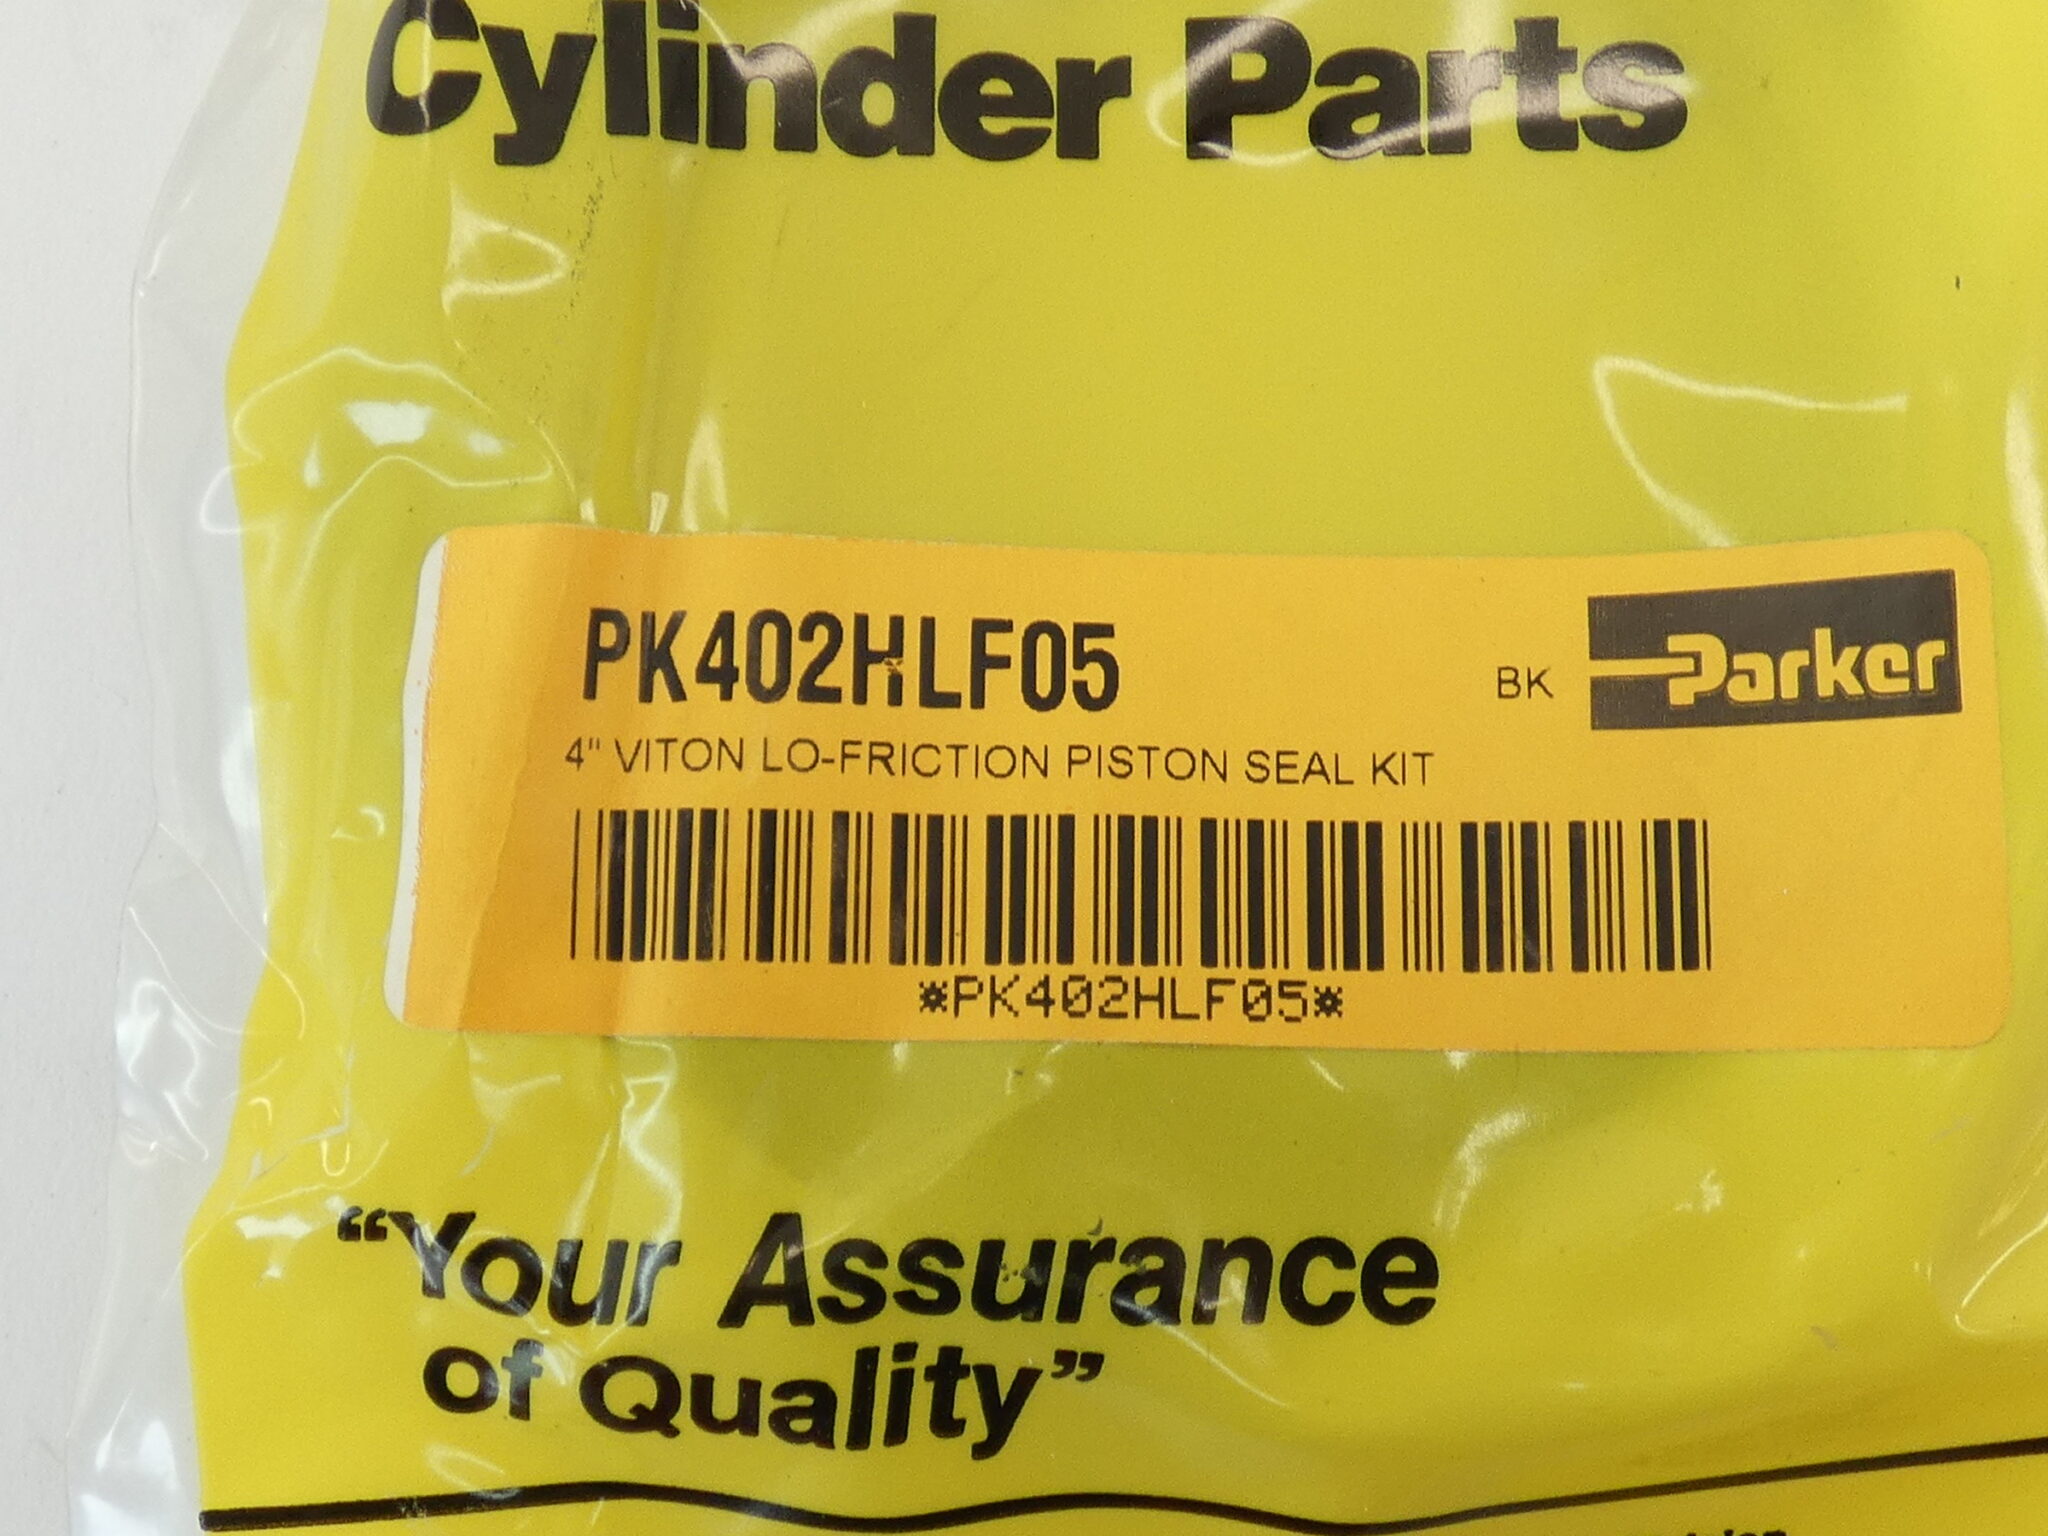 Cylinder Parts
PK402HLF05
BK Parker
4" VITON LO-FRICTION PISTON SEAL KIT
*PK402HLF05*
“Your Assurance
of Quality”